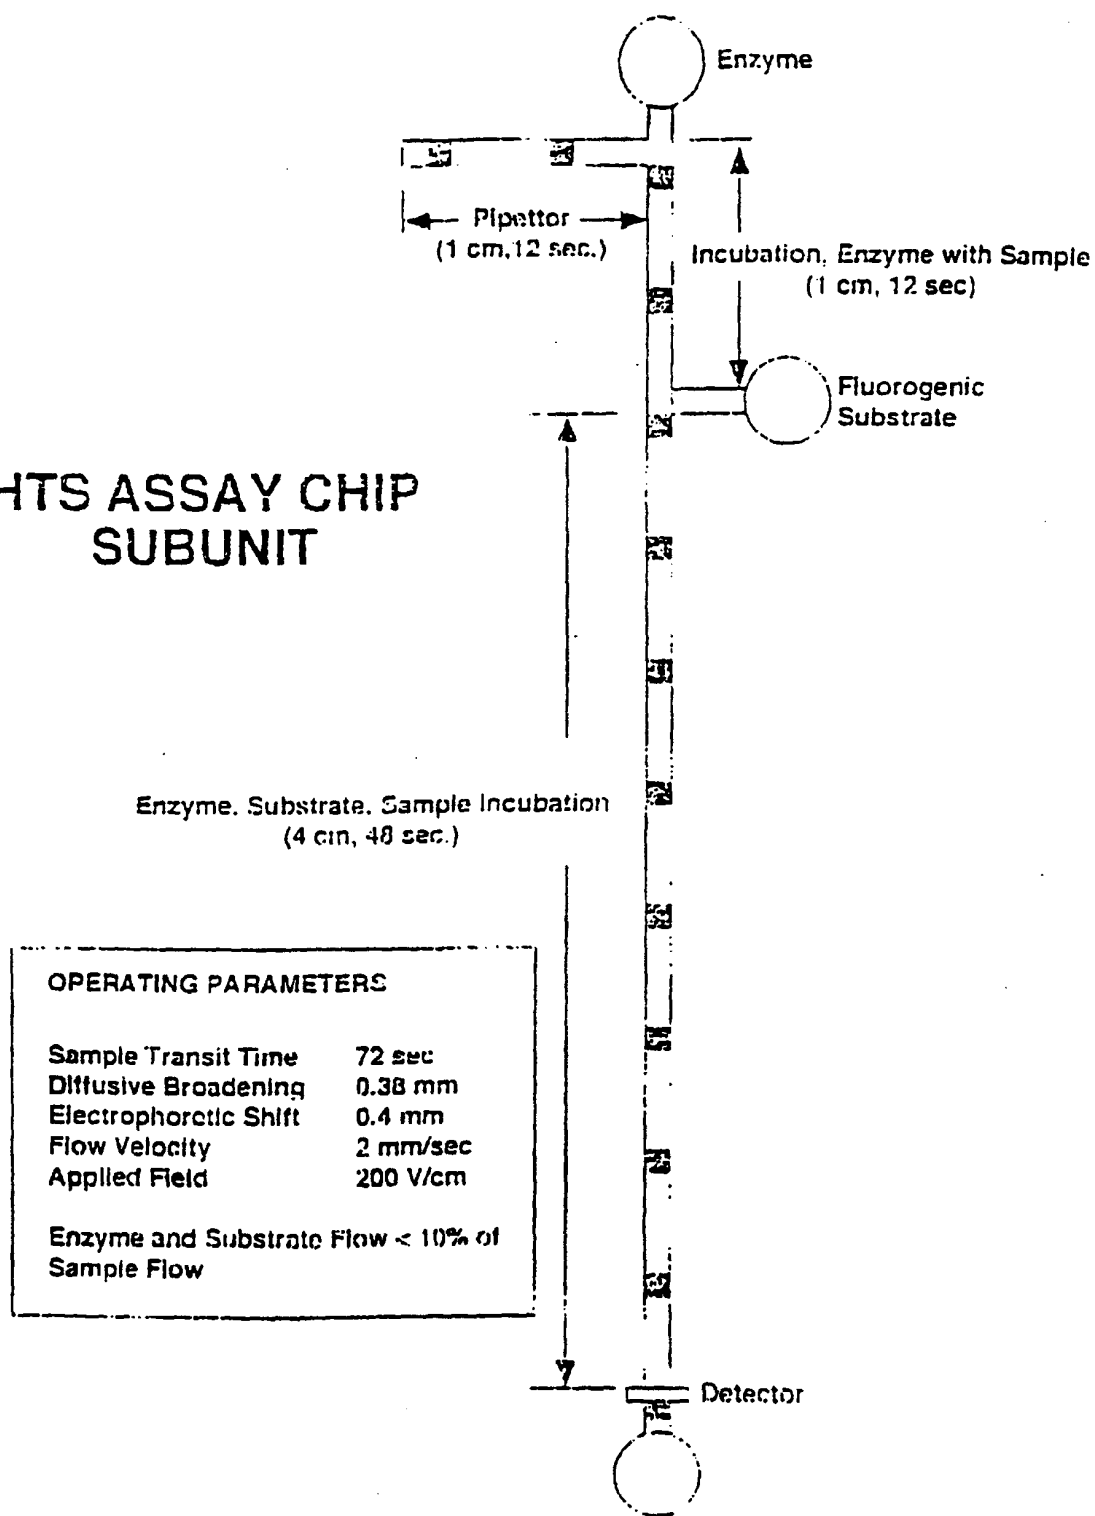 Enzyme
Pipettor
(1 cm,12 sec.)
Incubation, Enzyme with Sample
(1 cm, 12 sec)
Fluorogenic
Substrate
HTS ASSAY CHIP
SUBUNIT
Enzyme, Substrate, Sample Incubation
(4 cm, 48 sec.)
OPERATING PARAMETERS
Sample Transit Time 72 sec
Diffusive Broadening 0.38 mm
Electrophoretic Shift 0.4 mm
Flow Velocity 2 mm/sec
Applied Field 200 V/cm
Enzyme and Substrate Flow < 10% of
Sample Flow
Detector